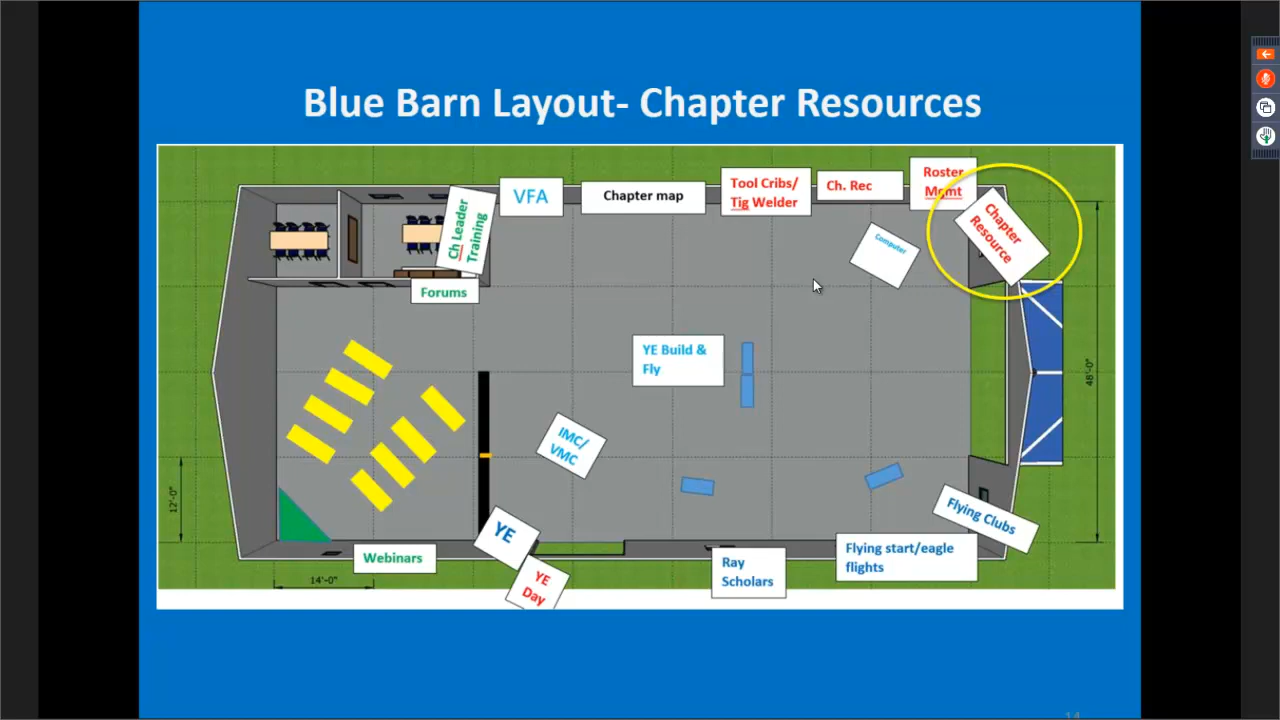 Blue Barn Layout- Chapter Resources
VFA
Chapter map
Tool Cribs/
Tig Welder
Ch. Rec
Roster
Mgmt
Ch Leader
Training
Chapter
Resource
Computer
Forums
YE Build &
Fly
48'-0"
IMC/
VMC
12'-0"
YE
Flying Clubs
Webinars
Flying start/eagle
flights
Ray
Scholars
YE
Day
14'-0"
14